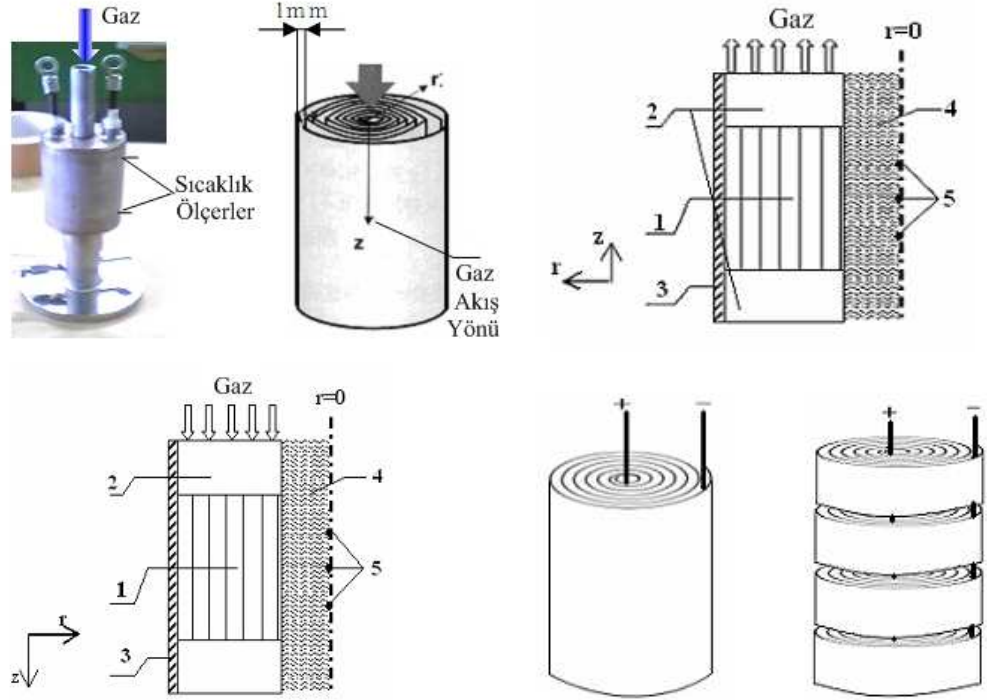 Gaz
Sıcaklık
Ölçerler
1mm
r
z
Gaz
Akış
Yönü
Gaz
r=0
2
4
1
5
z
r
3
Gaz
r=0
2
4
1
5
r
z
3
+
−
+
−